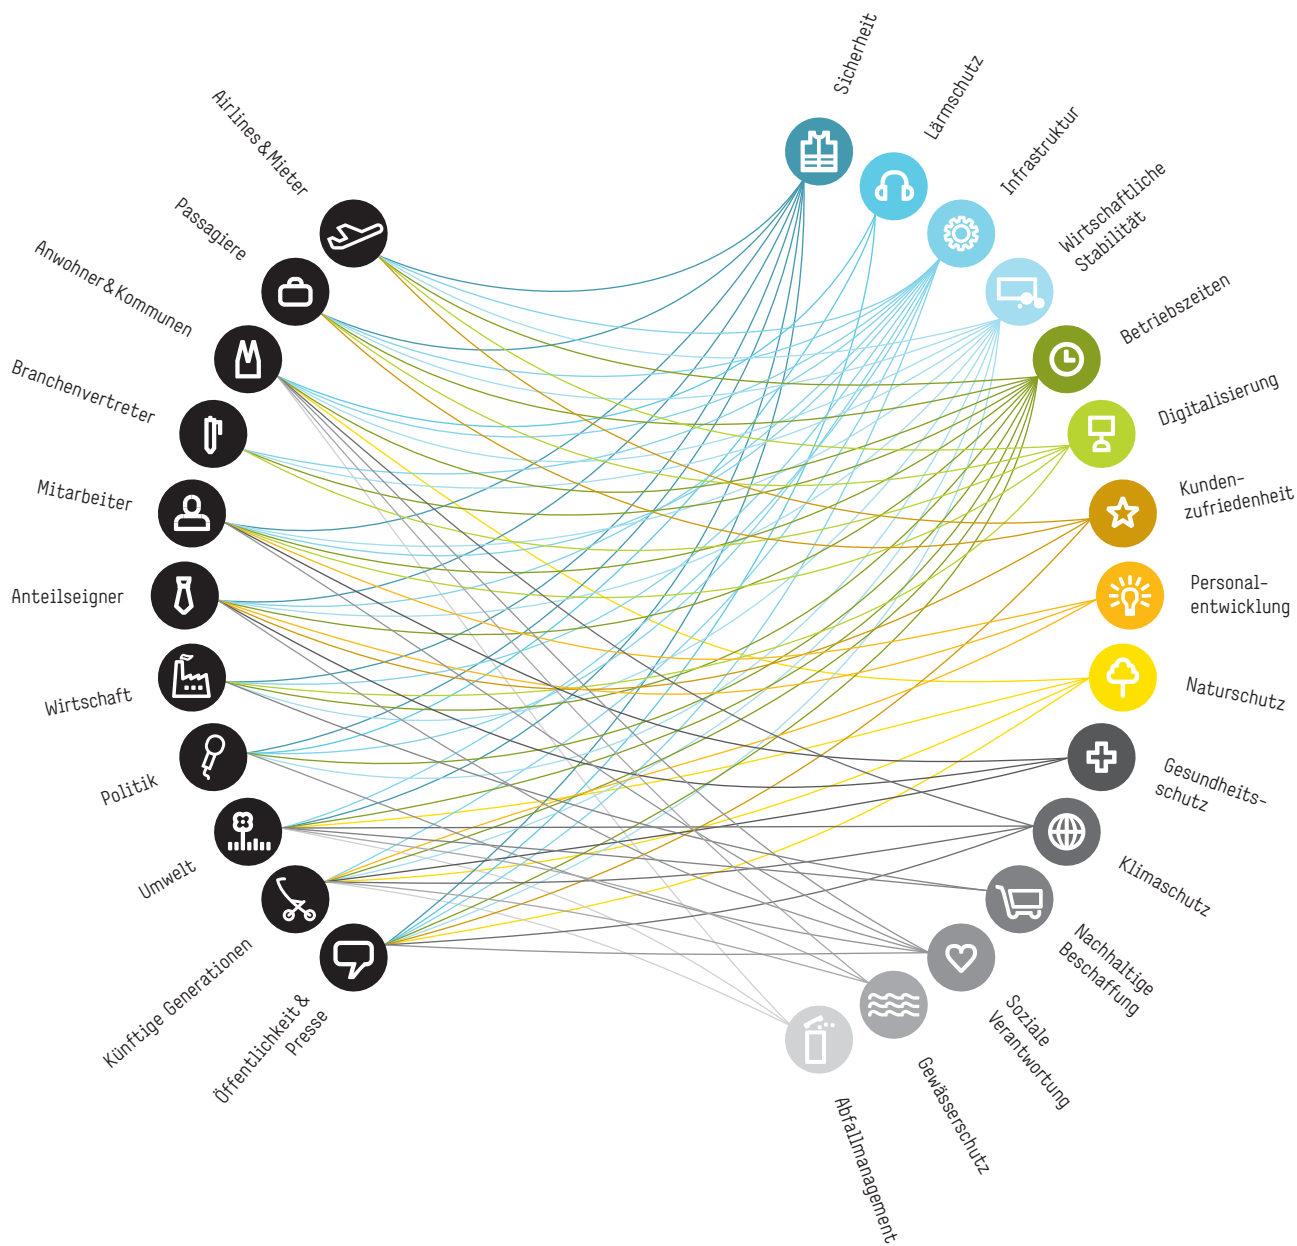 Airlines & Mieter
Passagiere
Anwohner & Kommunen
Branchenvertreter
Mitarbeiter
Anteilseigner
Wirtschaft
Politik
Umwelt
Künftige Generationen
Öffentlichkeit &
Presse
Sicherheit
Lärmschutz
Infrastruktur
Wirtschaftliche
Stabilität
Betriebszeiten
Digitalisierung
Kunden-
zufriedenheit
Personal-
entwicklung
Naturschutz
Gesundheits-
schutz
Klimaschutz
Nachhaltige
Beschaffung
Soziale
Verantwortung
Gewässerschutz
Abfallmanagement